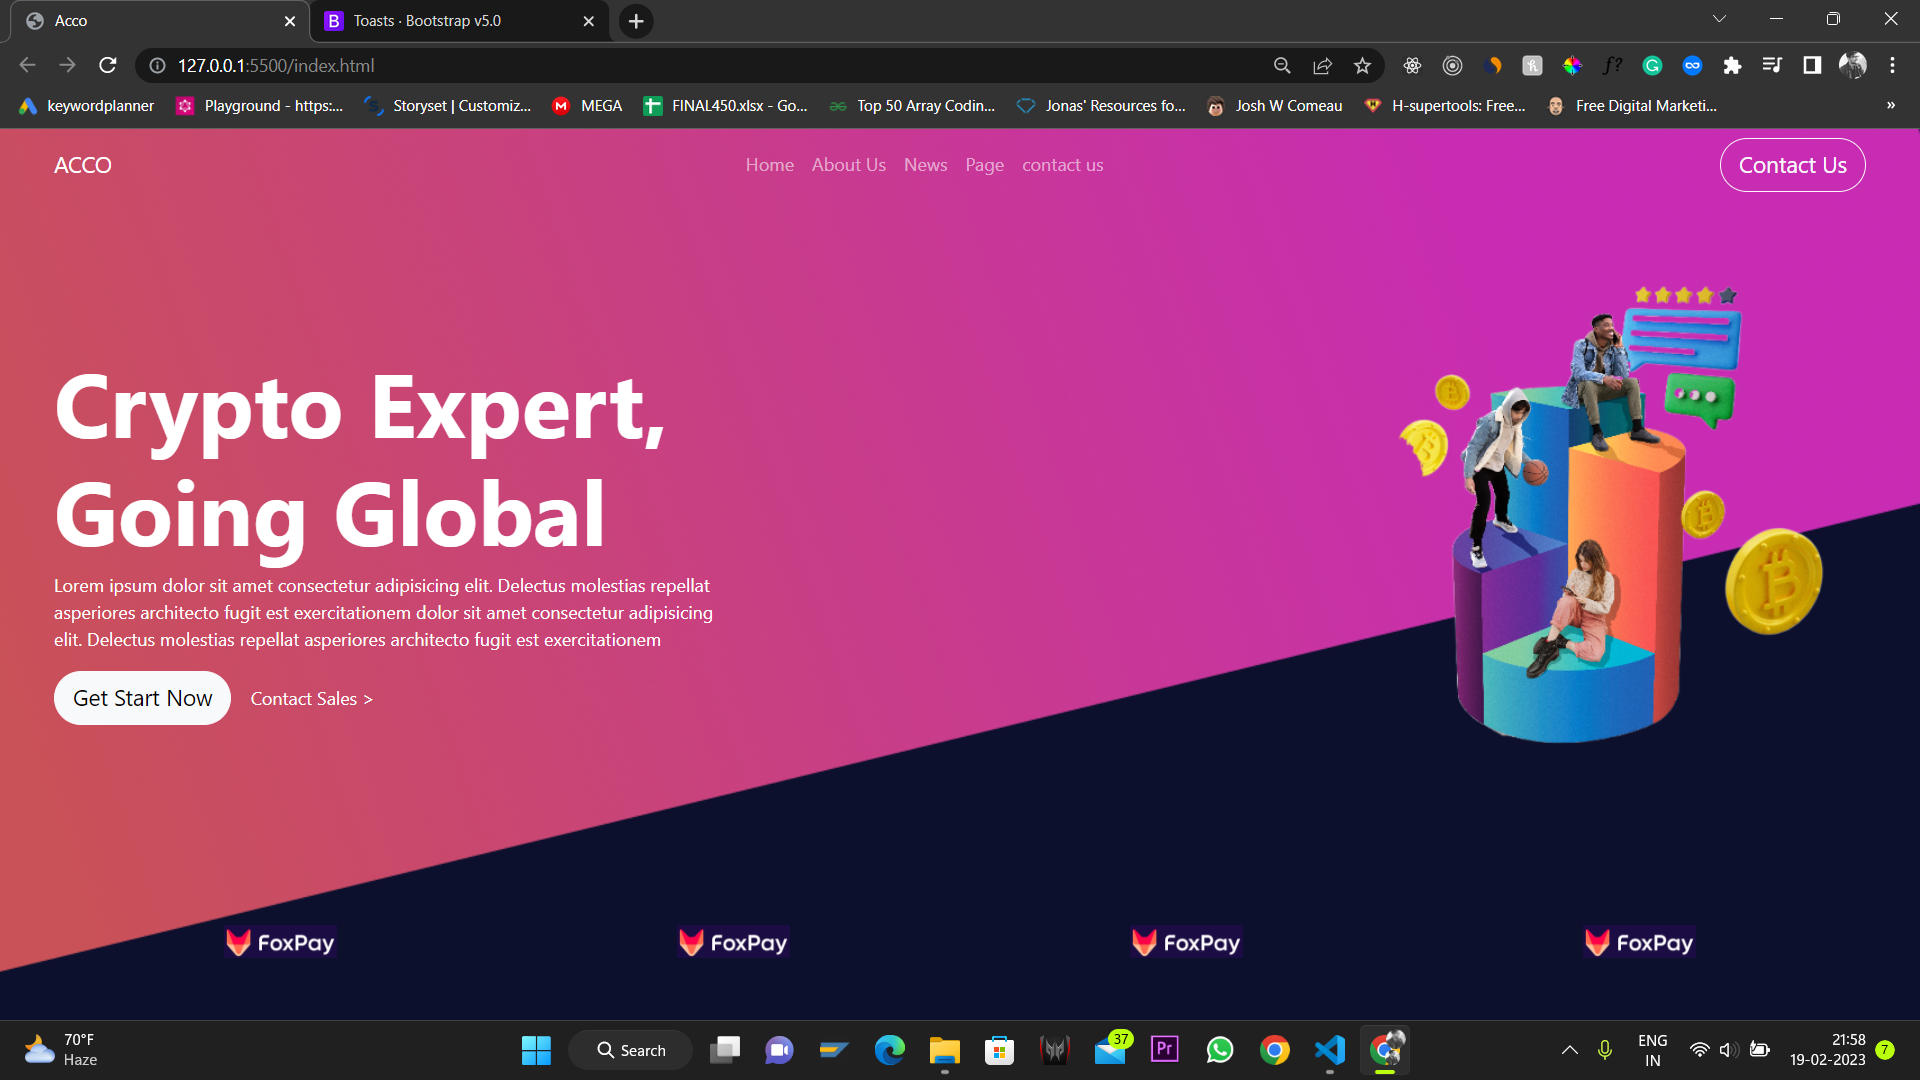 Acco
Toasts · Bootstrap v5.0
127.0.0.1:5500/index.html
keywordplanner
Playground - https:...
Storyset | Customiz...
MEGA
FINAL450.xlsx - Go...
Top 50 Array Codin...
Jonas' Resources fo...
Josh W Comeau
H-supertools: Free...
Free Digital Marketi...
»
ACCO
Home
About Us
News
Page
contact us
Contact Us
Crypto Expert,
Going Global
Lorem ipsum dolor sit amet consectetur adipisicing elit. Delectus molestias repellat
asperiores architecto fugit est exercitationem dolor sit amet consectetur adipisicing
elit. Delectus molestias repellat asperiores architecto fugit est exercitationem
Get Start Now
Contact Sales >
FoxPay
FoxPay
FoxPay
FoxPay
70°F
Haze
Search
37
Pr
ENG
IN
21:58
19-02-2023
7